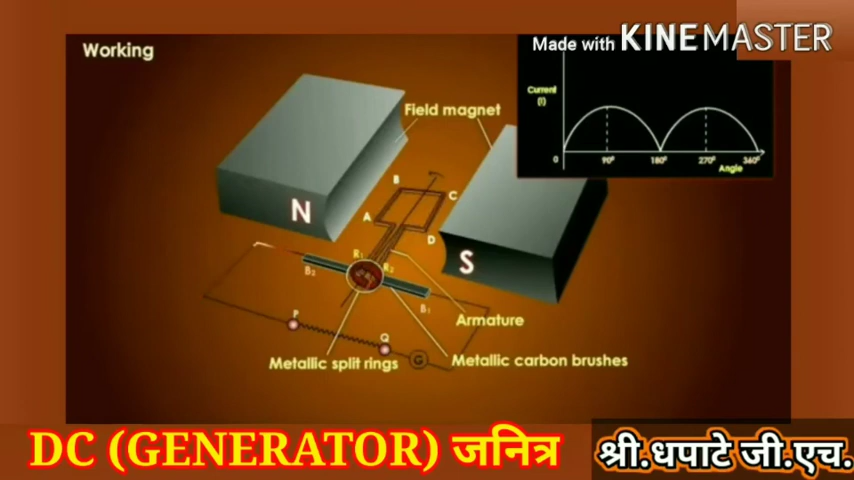 Working
Made with KINEMASTER
Current
(I)
0
90°
180°
270°
360°
Angle
Field magnet
N
S
A
B
C
D
R₁
R₂
B₂
B₁
P
Q
G
Armature
Metallic split rings
Metallic carbon brushes
DC (GENERATOR) जनित्र
श्री.धपाटे जी.एच.